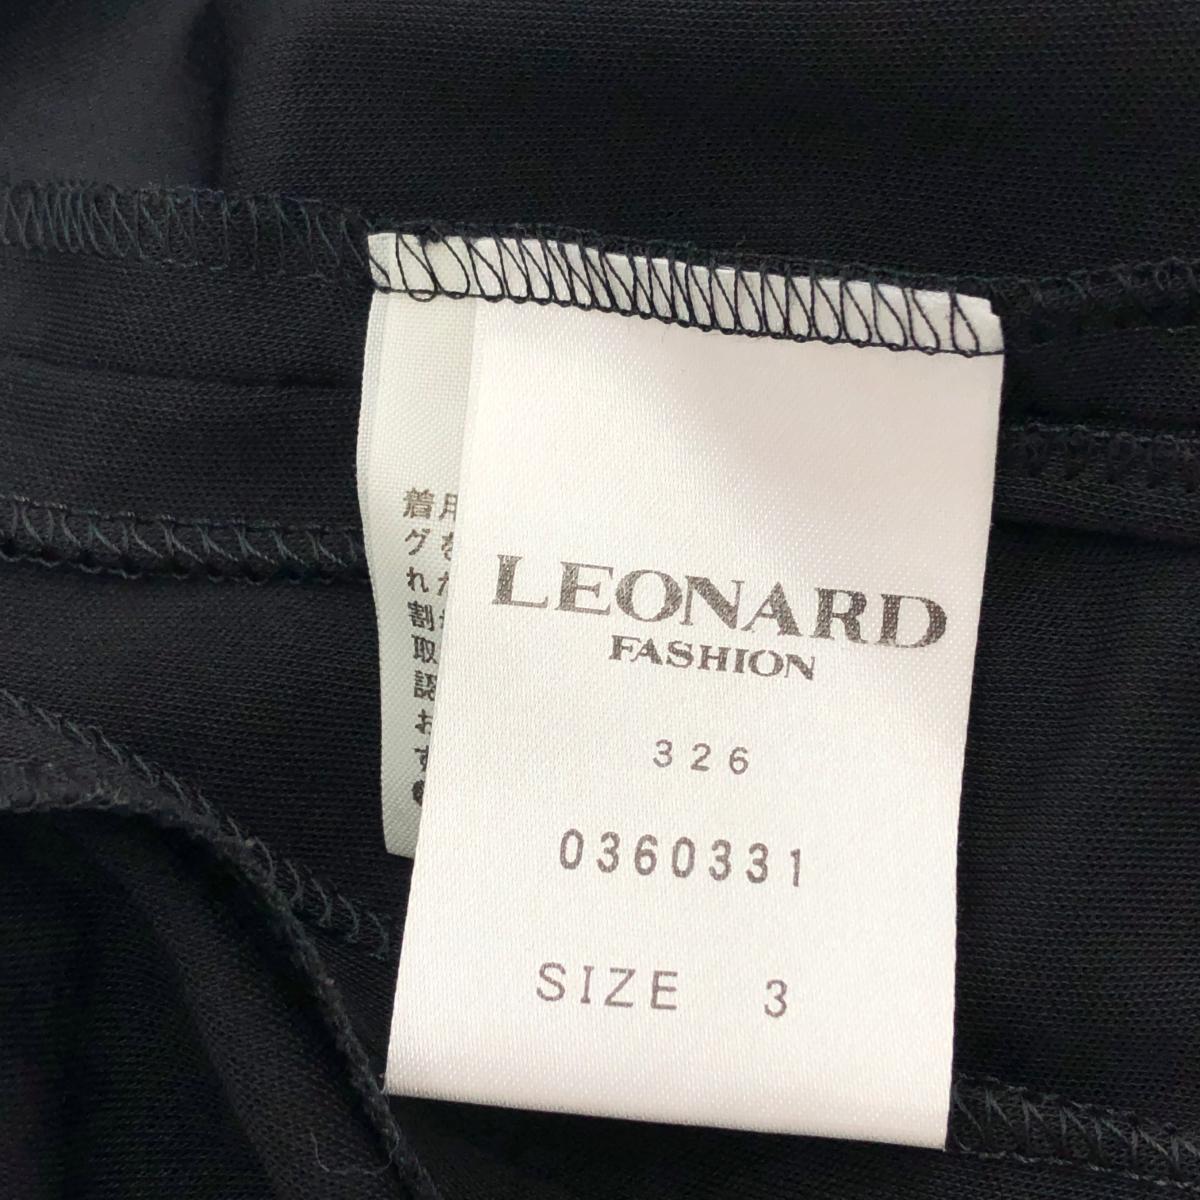 LEONARD
FASHION
326
0360331
SIZE 3
着用
グを
れた
割
取
認
お
す